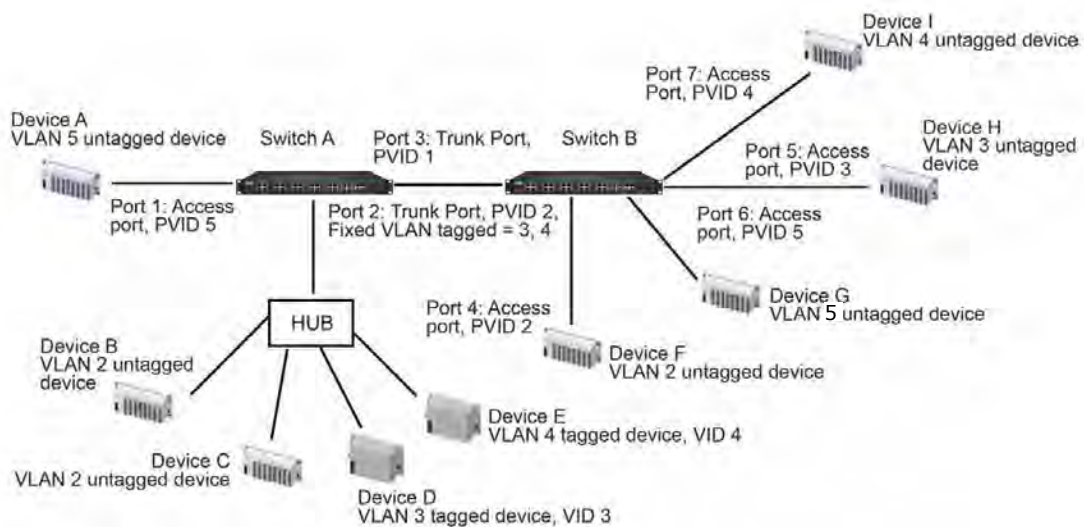 Device I
VLAN 4 untagged device
Port 7: Access
Port, PVID 4
Device A
VLAN 5 untagged device
Switch A
Port 3: Trunk Port,
PVID 1
Switch B
Device H
VLAN 3 untagged
device
Port 5: Access
port, PVID 3
Port 1: Access
port, PVID 5
Port 2: Trunk Port, PVID 2,
Fixed VLAN tagged = 3, 4
Port 6: Access
port, PVID 5
HUB
Port 4: Access
port, PVID 2
Device G
VLAN 5 untagged device
Device B
VLAN 2 untagged
device
Device F
VLAN 2 untagged device
Device E
VLAN 4 tagged device, VID 4
Device C
VLAN 2 untagged device
Device D
VLAN 3 tagged device, VID 3